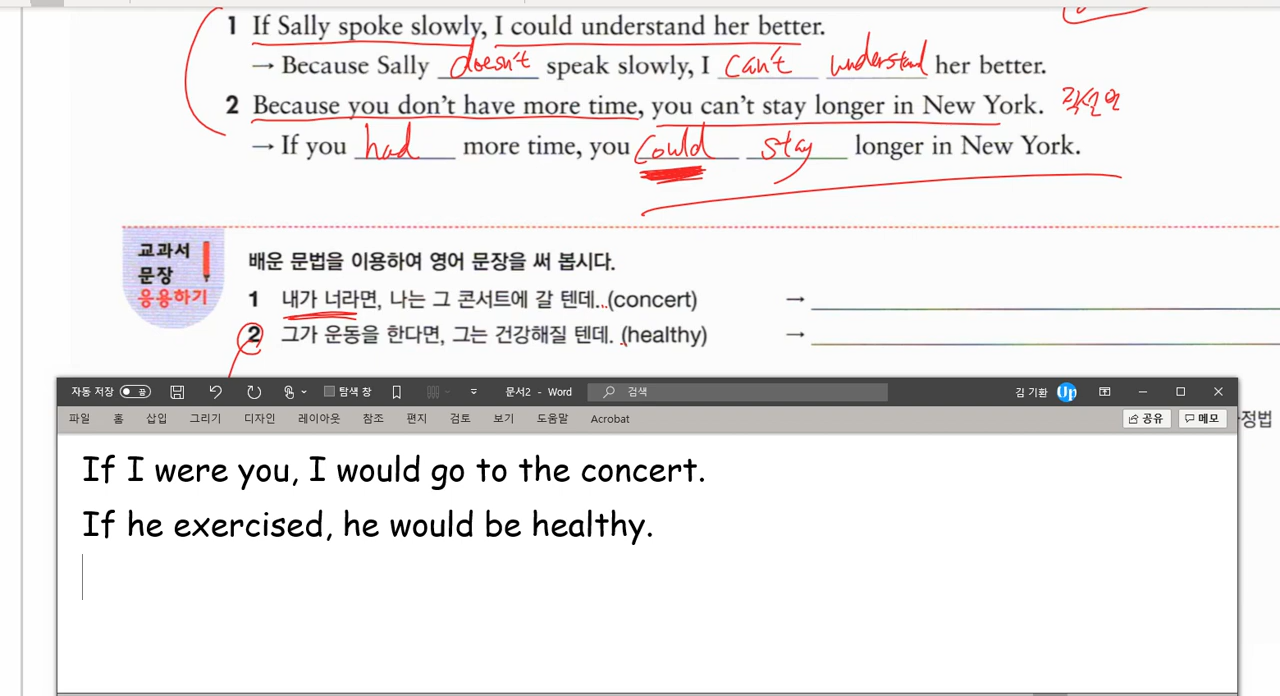 1 If Sally spoke slowly, I could understand her better.
→ Because Sally doesn't speak slowly, I can't understand her better.
2 Because you don't have more time, you can't stay longer in New York. 직설법
→ If you had more time, you could stay longer in New York.
교과서
문장
응용하기
배운 문법을 이용하여 영어 문장을 써 봅시다.
1 내가 너라면, 나는 그 콘서트에 갈 텐데...(concert) →
2 그가 운동을 한다면, 그는 건강해질 텐데. (healthy) →
자동 저장 끔 탐색 창 문서2 - Word 검색 김 기환 Up
파일 홈 삽입 그리기 디자인 레이아웃 참조 편지 검토 보기 도움말 Acrobat 공유 메모
정법
If I were you, I would go to the concert.
If he exercised, he would be healthy.